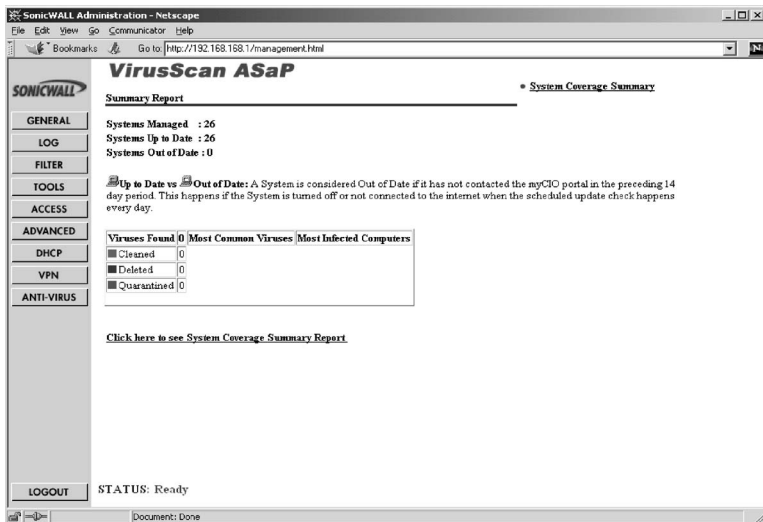 SonicWALL Administration - Netscape
File Edit View Go Communicator Help
Bookmarks Go to: http://192.168.168.1/management.html
N
SONICWALL
VirusScan ASaP
System Coverage Summary
Summary Report
GENERAL
LOG
FILTER
TOOLS
ACCESS
ADVANCED
DHCP
VPN
ANTI-VIRUS
LOGOUT
Systems Managed : 26
Systems Up to Date : 26
Systems Out of Date : 0
Up to Date vs Out of Date: A System is considered Out of Date if it has not contacted the myCIO portal in the preceding 14
day period. This happens if the System is turned off or not connected to the internet when the scheduled update check happens
every day.
Viruses Found 0 Most Common Viruses Most Infected Computers
Cleaned 0
Deleted 0
Quarantined 0
Click here to see System Coverage Summary Report
STATUS: Ready
Document: Done